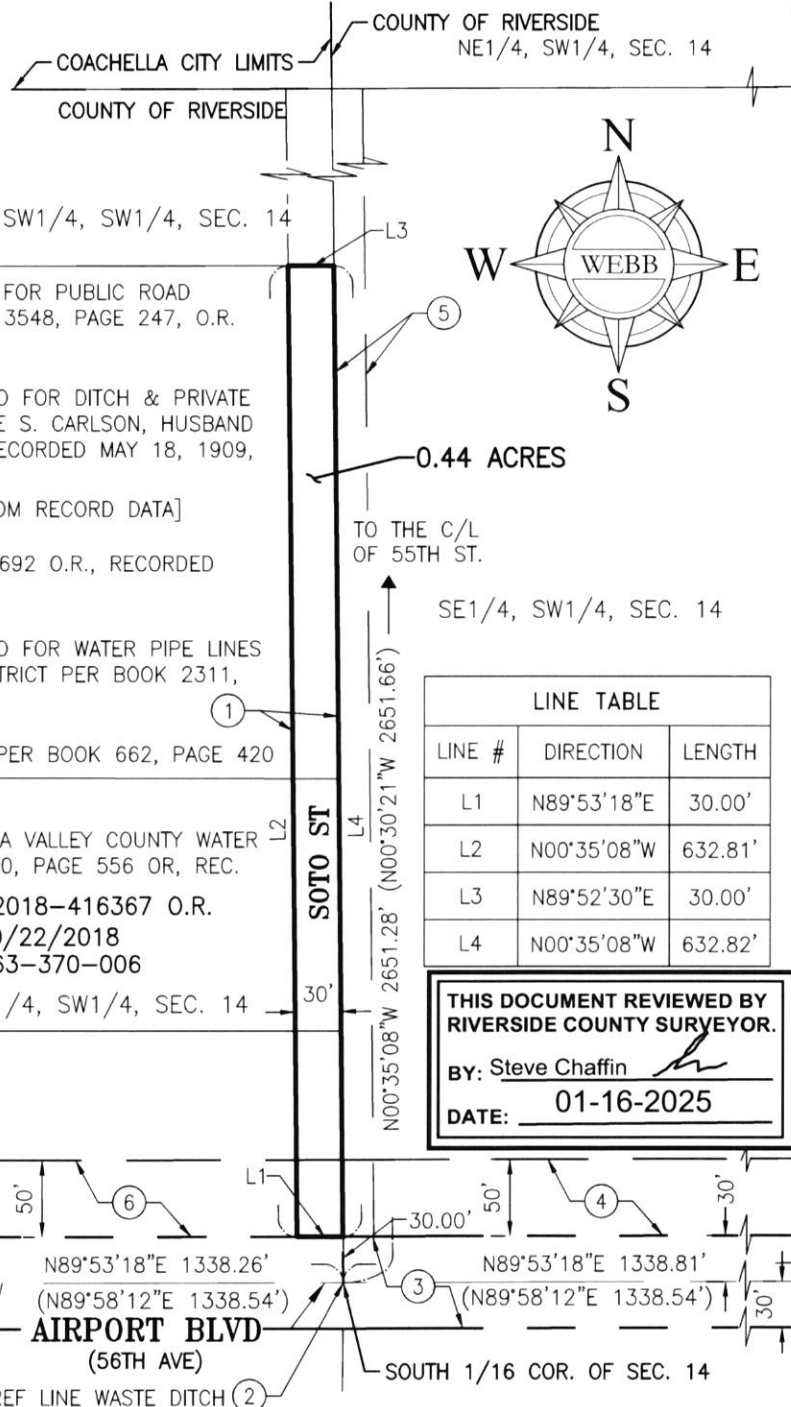 COUNTY OF RIVERSIDE
NE1/4, SW1/4, SEC. 14
COACHELLA CITY LIMITS
COUNTY OF RIVERSIDE
N
W
WEBB
E
S
SW1/4, SW1/4, SEC. 14
L3
FOR PUBLIC ROAD
3548, PAGE 247, O.R.
5
FOR DITCH & PRIVATE
E S. CARLSON, HUSBAND
ECORDED MAY 18, 1909,
0.44 ACRES
OM RECORD DATA]
TO THE C/L
OF 55TH ST.
692 O.R., RECORDED
SE1/4, SW1/4, SEC. 14
FOR WATER PIPE LINES
TRICT PER BOOK 2311,
1
PER BOOK 662, PAGE 420
A VALLEY COUNTY WATER
0, PAGE 556 OR, REC.
2018-416367 O.R.
/22/2018
63-370-006
/4, SW1/4, SEC. 14
L2
SOTO ST
L4
N00°35'08"W 2651.28' (N00°30'21"W 2651.66')
30'
LINE TABLE
LINE # DIRECTION LENGTH
L1 N89°53'18"E 30.00'
L2 N00°35'08"W 632.81'
L3 N89°52'30"E 30.00'
L4 N00°35'08"W 632.82'
THIS DOCUMENT REVIEWED BY
RIVERSIDE COUNTY SURVEYOR.
BY: Steve Chaffin
DATE: 01-16-2025
50'
6
L1
30.00'
50'
4
30'
N89°53'18"E 1338.26'
(N89°58'12"E 1338.54')
3
N89°53'18"E 1338.81'
(N89°58'12"E 1338.54')
30'
AIRPORT BLVD
(56TH AVE)
SOUTH 1/16 COR. OF SEC. 14
REF LINE WASTE DITCH 2